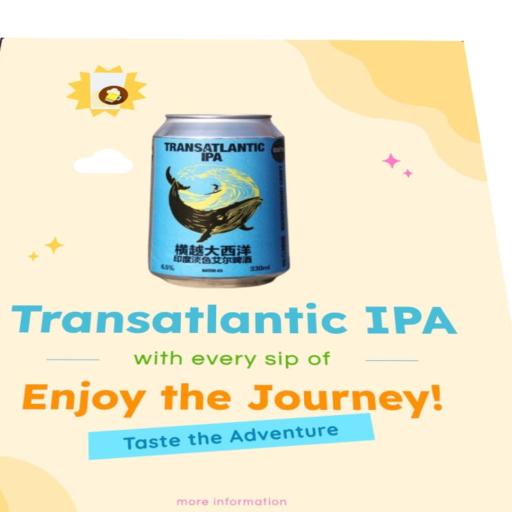 TRANSATLANTIC
IPA
横越大西洋
印度淡色艾尔啤酒
6.5%
330ml
Transatlantic IPA
with every sip of
Enjoy the Journey!
Taste the Adventure
more information